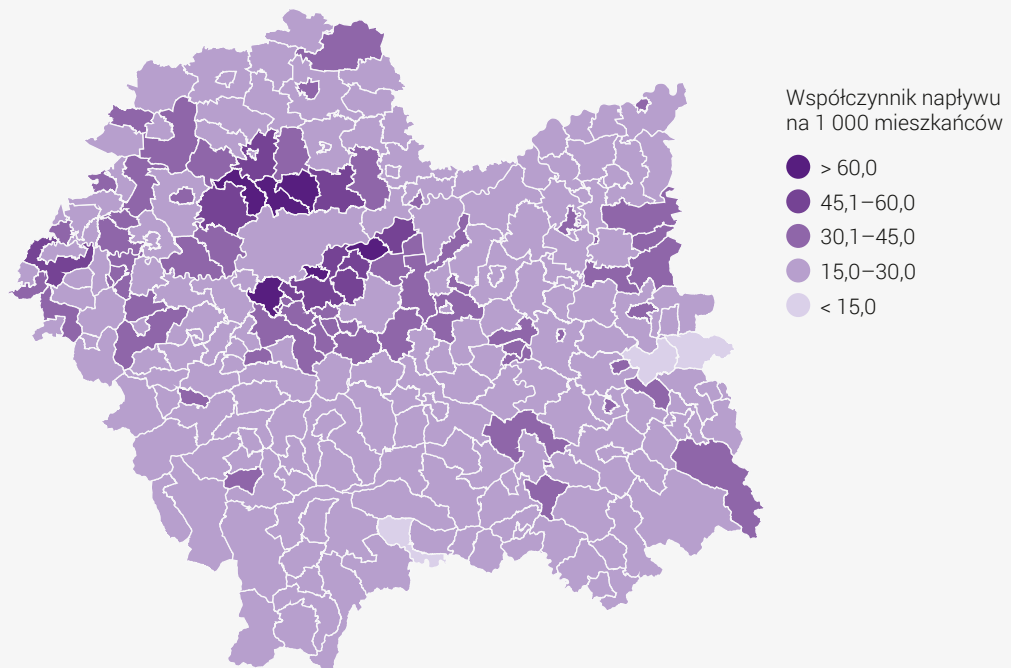 Współczynnik napływu
na 1 000 mieszkańców
> 60,0
45,1–60,0
30,1–45,0
15,0–30,0
< 15,0